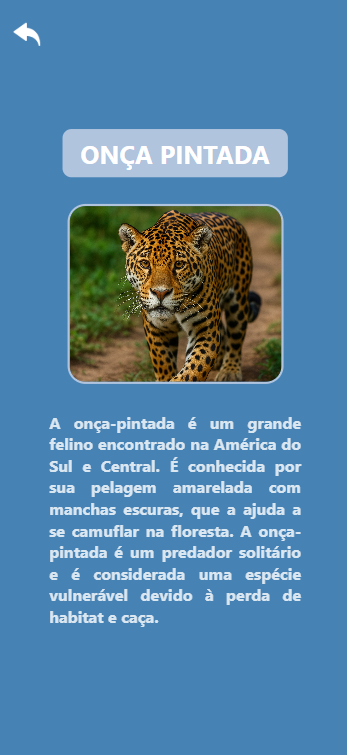 ONÇA PINTADA
A onça-pintada é um grande
felino encontrado na América do
Sul e Central. É conhecida por
sua pelagem amarelada com
manchas escuras, que a ajuda a
se camuflar na floresta. A onça-
pintada é um predador solitário
e é considerada uma espécie
vulnerável devido à perda de
habitat e caça.